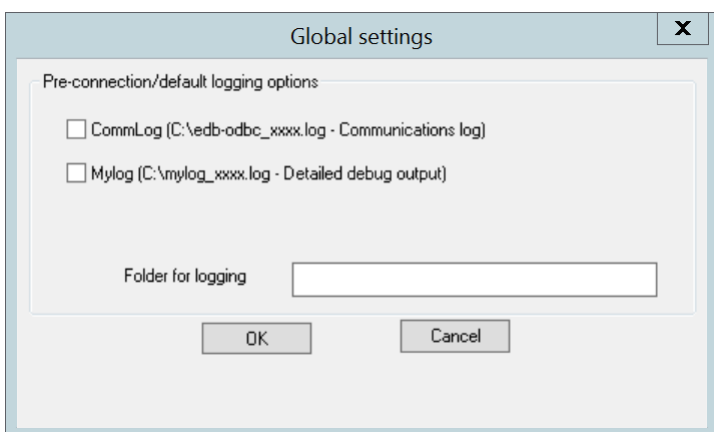 Global settings
X
Pre-connection/default logging options
CommLog (C:\edb-odbc_xxxx.log - Communications log)
Mylog (C:\mylog_xxxx.log - Detailed debug output)
Folder for logging
OK
Cancel